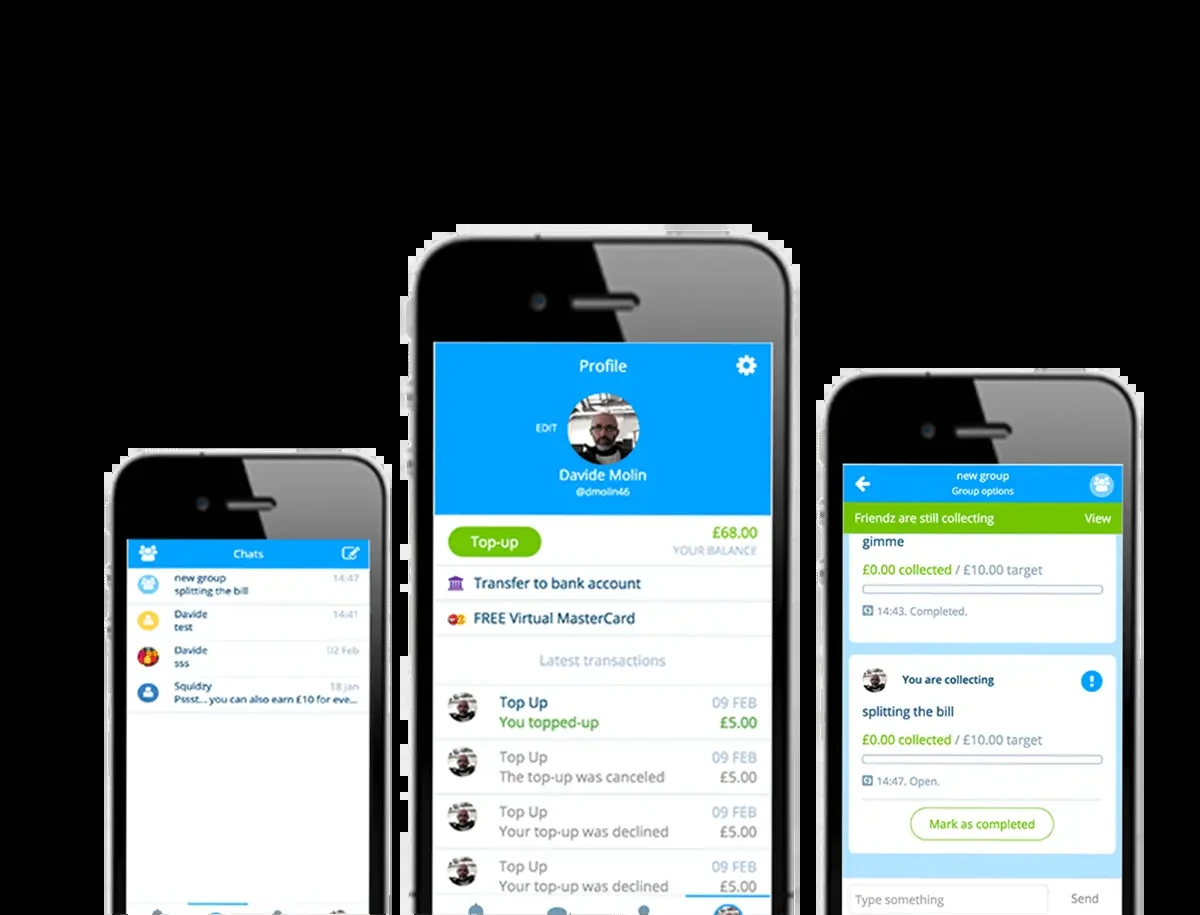 Chats
new group 14:47
splitting the bill
Davide 14:41
test
Davide 02 Feb
sss
Squidzy 18 jan
Pssst... you can also earn £10 for eve...
Profile
EDIT
Davide Molin
@dmolin46
Top-up £68.00
YOUR BALANCE
Transfer to bank account
FREE Virtual MasterCard
Latest transactions
Top Up 09 FEB
You topped-up £5.00
Top Up 09 FEB
The top-up was canceled £5.00
Top Up 09 FEB
Your top-up was declined £5.00
Top Up 09 FEB
Your top-up was declined £5.00
new group
Group options
Friendz are still collecting View
gimme
£0.00 collected / £10.00 target
14:43. Completed.
You are collecting
splitting the bill
£0.00 collected / £10.00 target
14:47. Open.
Mark as completed
Type something Send